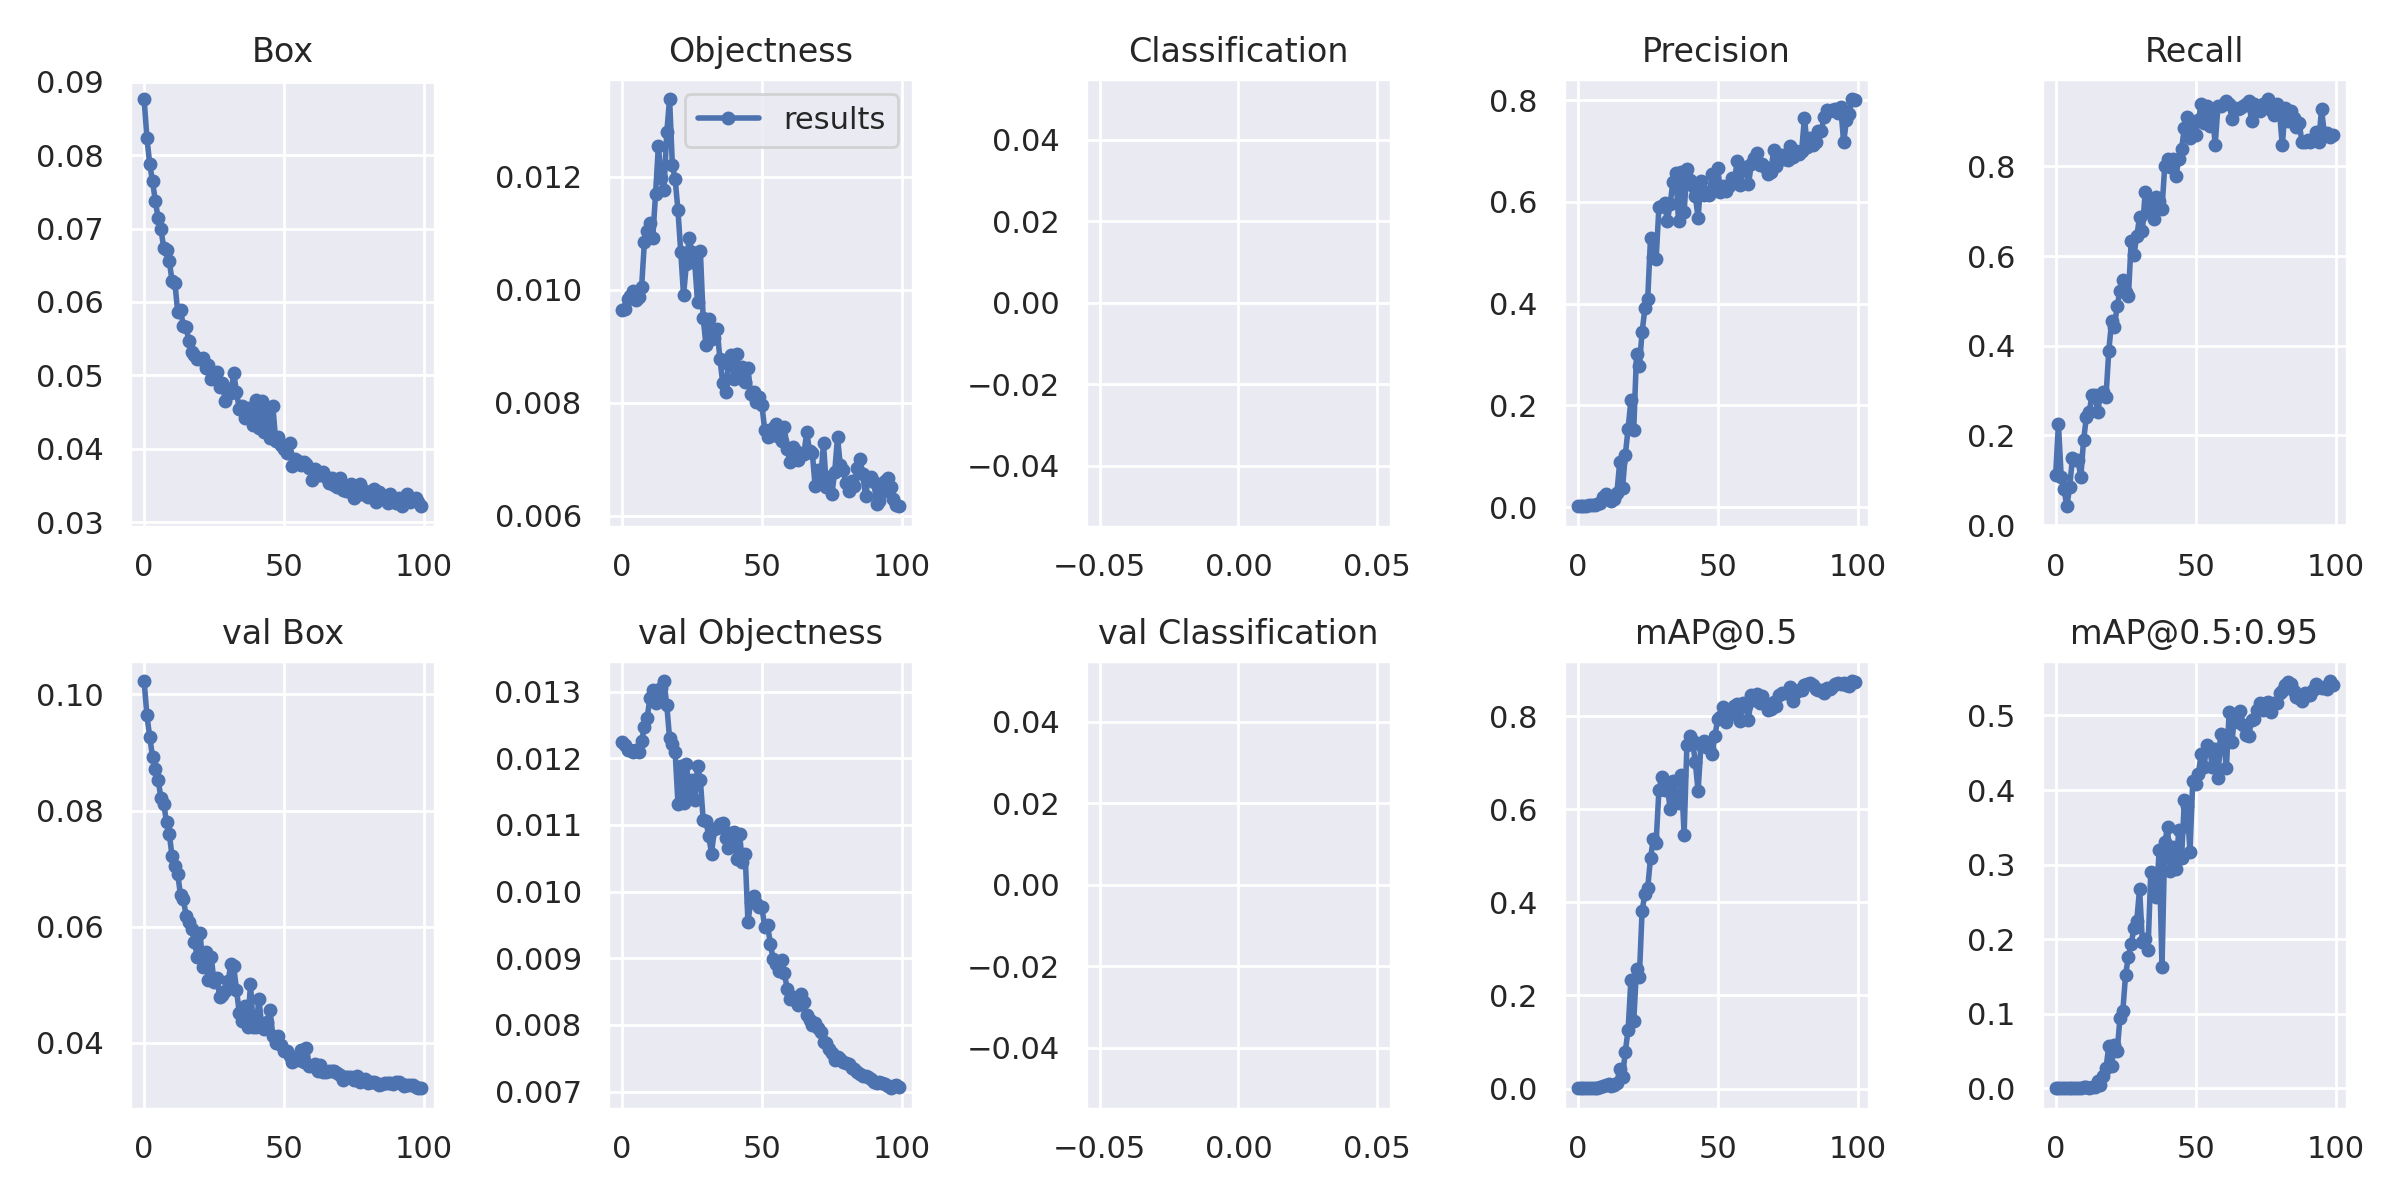 Box
0.09
0.08
0.07
0.06
0.05
0.04
0.03
0 50 100
Objectness
results
0.012
0.010
0.008
0.006
0 50 100
Classification
0.04
0.02
0.00
−0.02
−0.04
−0.05 0.00 0.05
Precision
0.8
0.6
0.4
0.2
0.0
0 50 100
Recall
0.8
0.6
0.4
0.2
0.0
0 50 100
val Box
0.10
0.08
0.06
0.04
0 50 100
val Objectness
0.013
0.012
0.011
0.010
0.009
0.008
0.007
0 50 100
val Classification
0.04
0.02
0.00
−0.02
−0.04
−0.05 0.00 0.05
mAP@0.5
0.8
0.6
0.4
0.2
0.0
0 50 100
mAP@0.5:0.95
0.5
0.4
0.3
0.2
0.1
0.0
0 50 100